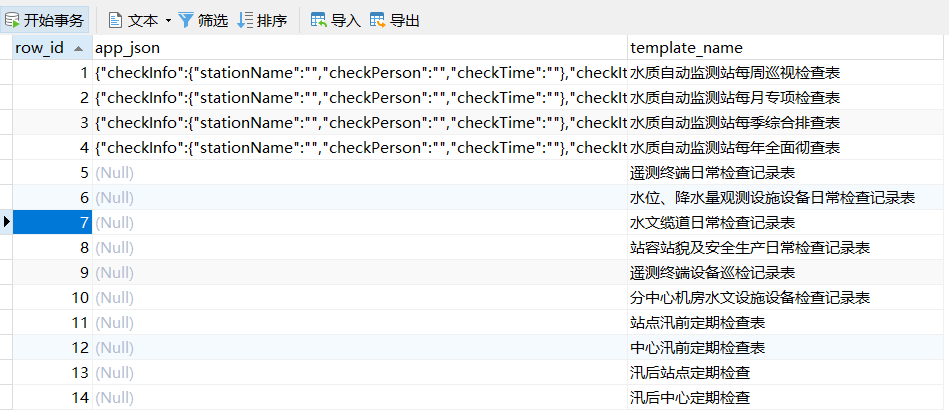 开始事务 文本 筛选 排序 导入 导出
row_id app_json template_name
1 {"checkInfo":{"stationName":"","checkPerson":"","checkTime":""},"checkIt 水质自动监测站每周巡视检查表
2 {"checkInfo":{"stationName":"","checkPerson":"","checkTime":""},"checkIt 水质自动监测站每月专项检查表
3 {"checkInfo":{"stationName":"","checkPerson":"","checkTime":""},"checkIt 水质自动监测站每季综合排查表
4 {"checkInfo":{"stationName":"","checkPerson":"","checkTime":""},"checkIt 水质自动监测站每年全面彻查表
5 (Null) 遥测终端日常检查记录表
6 (Null) 水位、降水量观测设施设备日常检查记录表
7 (Null) 水文缆道日常检查记录表
8 (Null) 站容站貌及安全生产日常检查记录表
9 (Null) 遥测终端设备巡检记录表
10 (Null) 分中心机房水文设施设备检查记录表
11 (Null) 站点汛前定期检查表
12 (Null) 中心汛前定期检查表
13 (Null) 汛后站点定期检查
14 (Null) 汛后中心定期检查